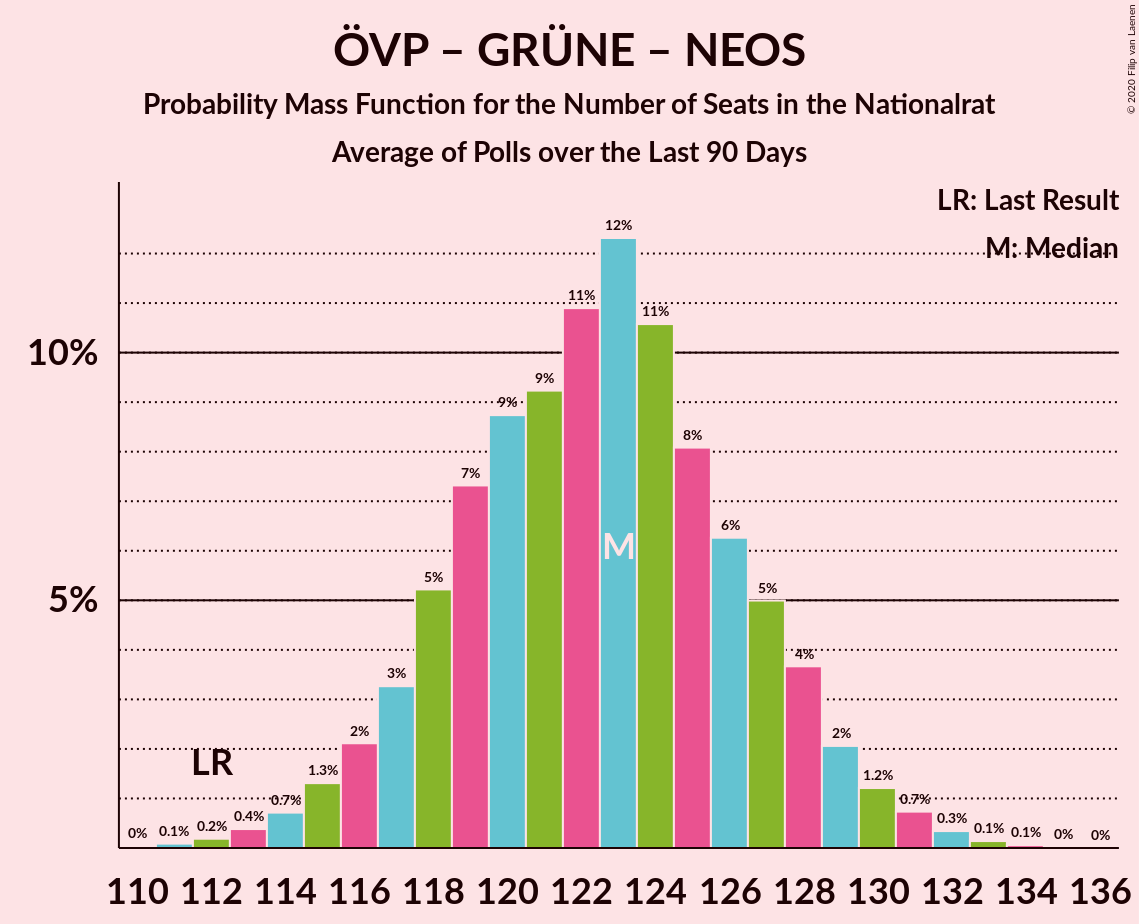 ÖVP – GRÜNE – NEOS
Probability Mass Function for the Number of Seats in the Nationalrat
Average of Polls over the Last 90 Days
© 2020 Filip van Laenen
LR: Last Result
M: Median
10%
5%
0% 0.1% 0.2% 0.4% 0.7% 1.3% 2% 3% 5% 7% 9% 9% 11% 12% 11% 8% 6% 5% 4% 2% 1.2% 0.7% 0.3% 0.1% 0.1% 0% 0%
LR
M
110 112 114 116 118 120 122 124 126 128 130 132 134 136